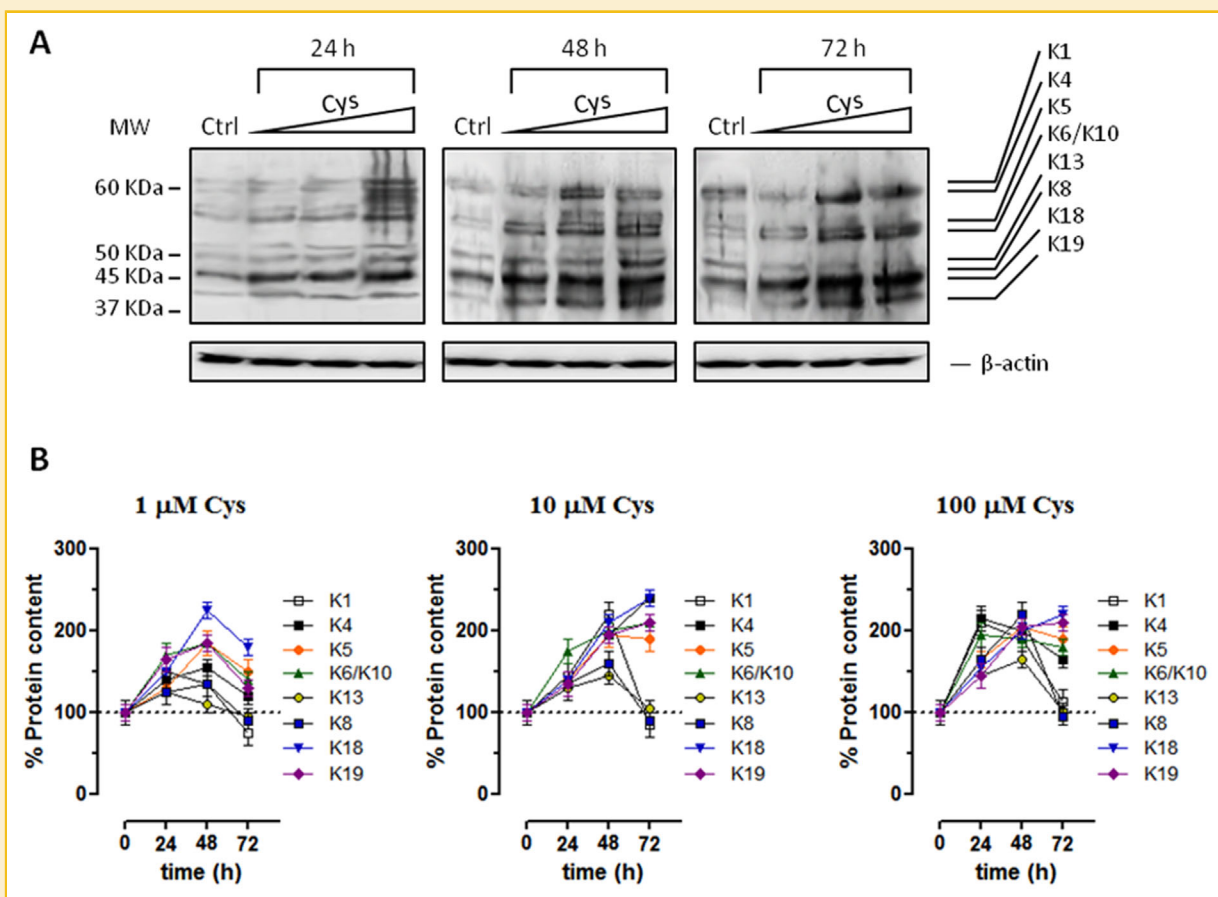 A
24 h
48 h
72 h
Cys
Cys
Cys
MW
Ctrl
Ctrl
Ctrl
60 KDa
50 KDa
45 KDa
37 KDa
K1
K4
K5
K6/K10
K13
K8
K18
K19
β-actin
B
1 μM Cys
% Protein content
300
200
100
0
0 24 48 72
time (h)
K1
K4
K5
K6/K10
K13
K8
K18
K19
10 μM Cys
% Protein content
300
200
100
0
0 24 48 72
time (h)
K1
K4
K5
K6/K10
K13
K8
K18
K19
100 μM Cys
% Protein content
300
200
100
0
0 24 48 72
time (h)
K1
K4
K5
K6/K10
K13
K8
K18
K19